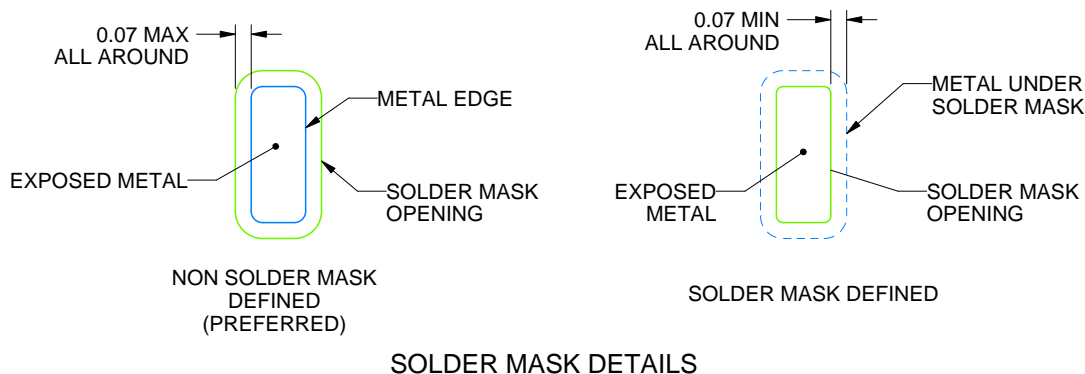 0.07 MAX
ALL AROUND
METAL EDGE
EXPOSED METAL
SOLDER MASK
OPENING
NON SOLDER MASK
DEFINED
(PREFERRED)
0.07 MIN
ALL AROUND
METAL UNDER
SOLDER MASK
EXPOSED
METAL
SOLDER MASK
OPENING
SOLDER MASK DEFINED
SOLDER MASK DETAILS